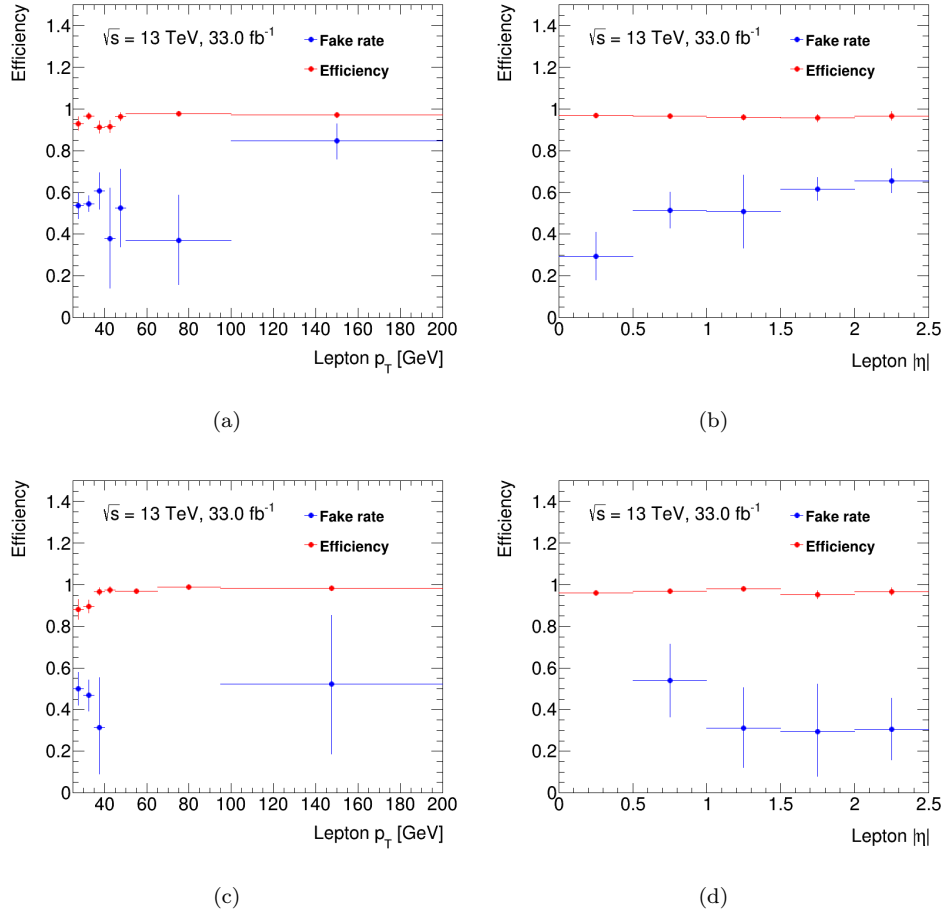 Efficiency
1.4
1.2
1
0.8
0.6
0.4
0.2
0
√s = 13 TeV, 33.0 fb⁻¹
Fake rate
Efficiency
40 60 80 100 120 140 160 180 200
Lepton p_T [GeV]
(a)
Efficiency
1.4
1.2
1
0.8
0.6
0.4
0.2
0
√s = 13 TeV, 33.0 fb⁻¹
Fake rate
Efficiency
0 0.5 1 1.5 2 2.5
Lepton |η|
(b)
Efficiency
1.4
1.2
1
0.8
0.6
0.4
0.2
0
√s = 13 TeV, 33.0 fb⁻¹
Fake rate
Efficiency
40 60 80 100 120 140 160 180 200
Lepton p_T [GeV]
(c)
Efficiency
1.4
1.2
1
0.8
0.6
0.4
0.2
0
√s = 13 TeV, 33.0 fb⁻¹
Fake rate
Efficiency
0 0.5 1 1.5 2 2.5
Lepton |η|
(d)